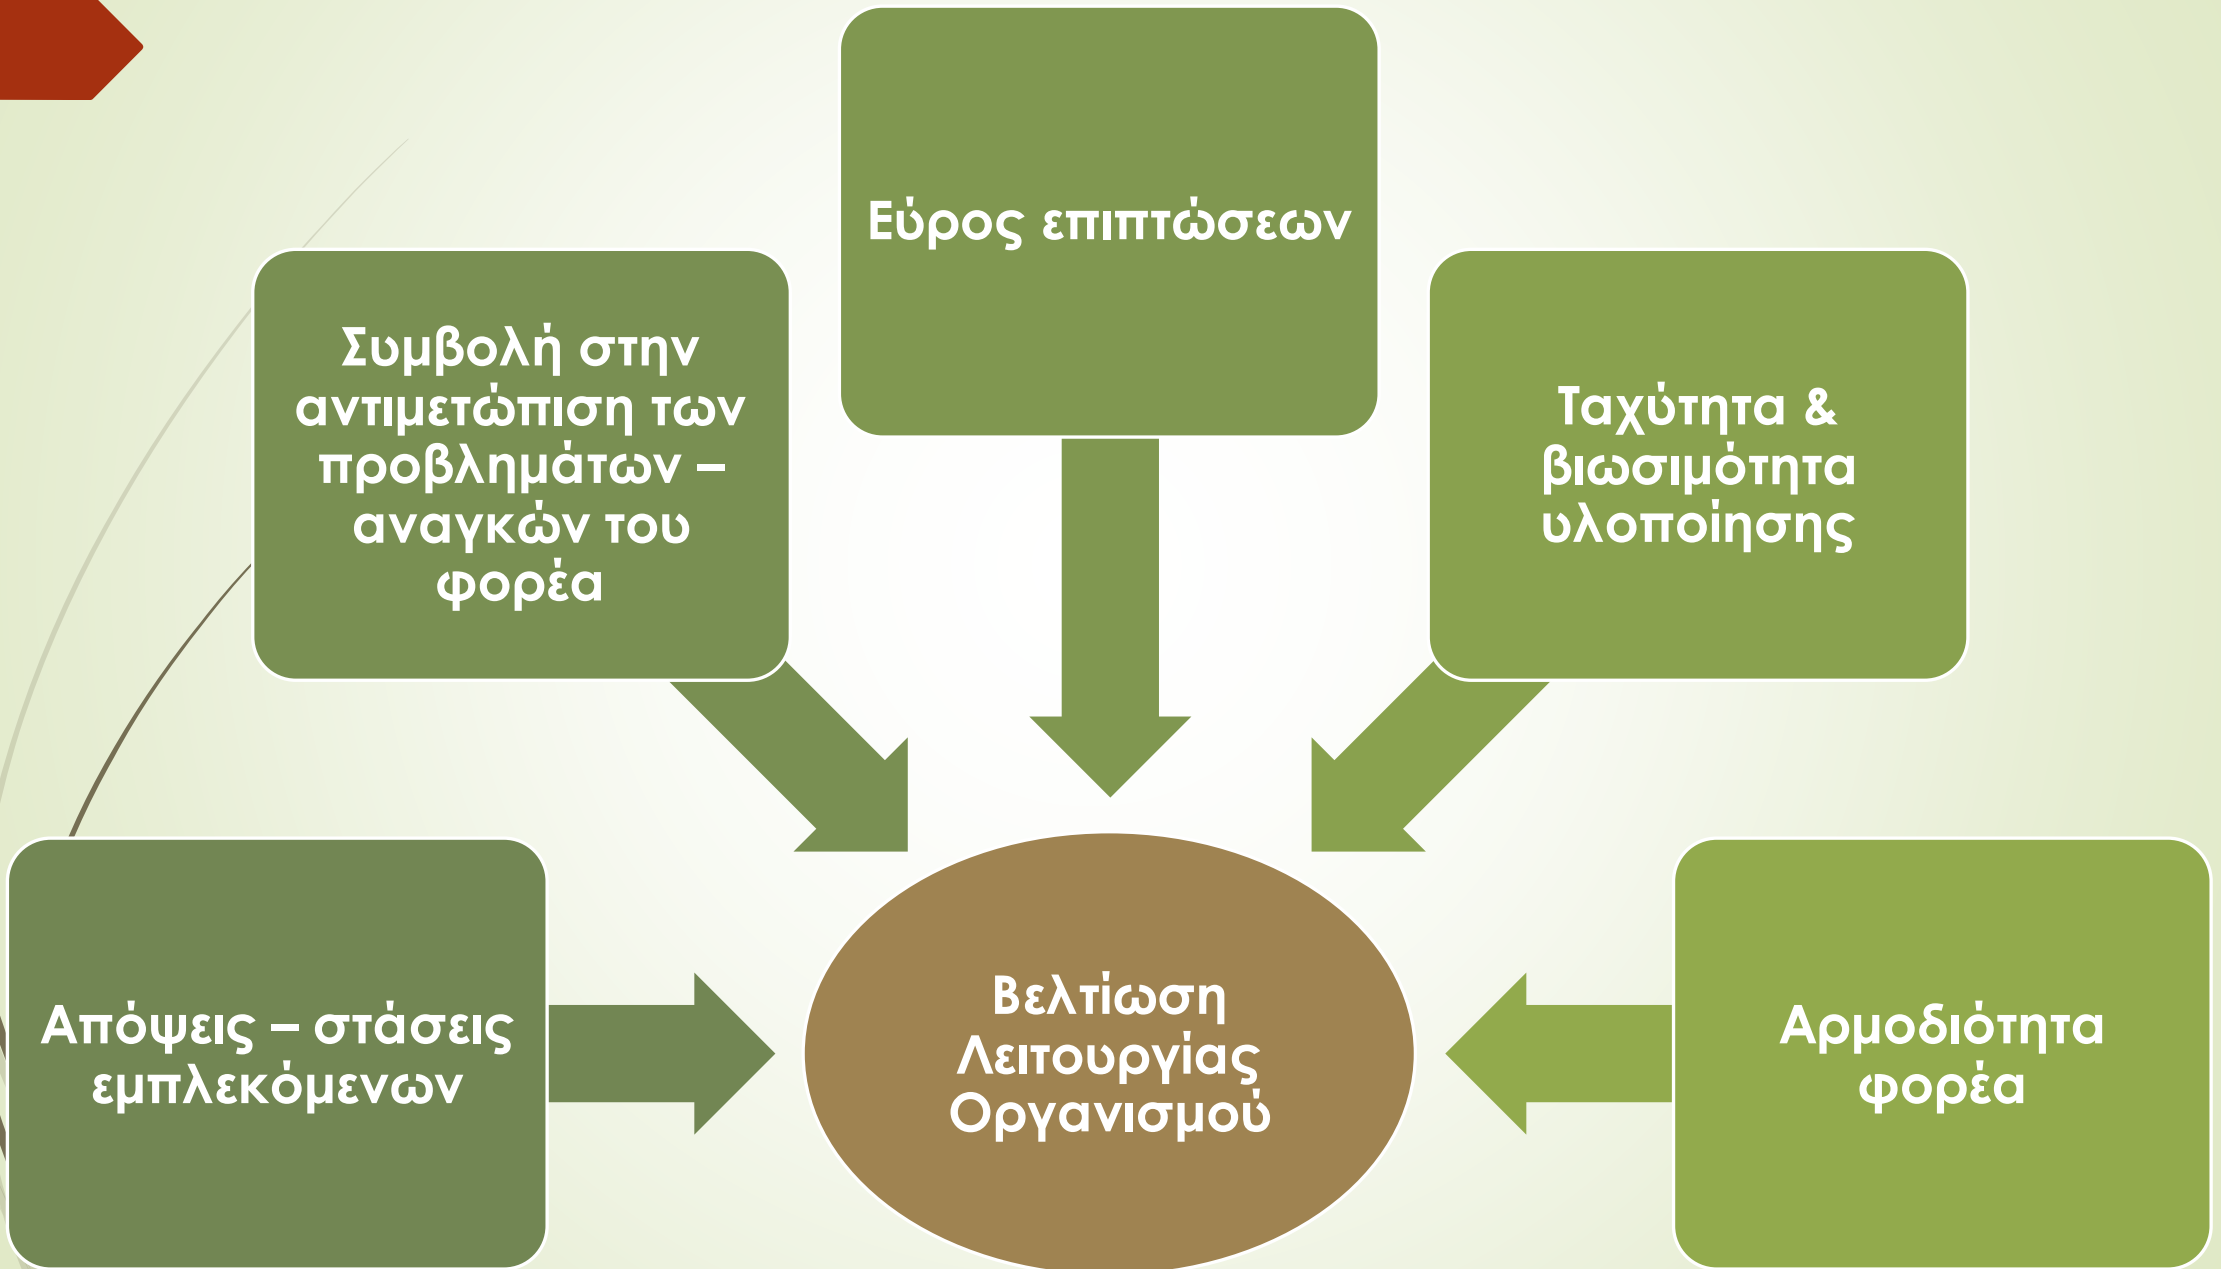 Εύρος επιπτώσεων
Συμβολή στην
αντιμετώπιση των
προβλημάτων –
αναγκών του
φορέα
Ταχύτητα &
βιωσιμότητα
υλοποίησης
Απόψεις – στάσεις
εμπλεκόμενων
Βελτίωση
Λειτουργίας
Οργανισμού
Αρμοδιότητα
φορέα